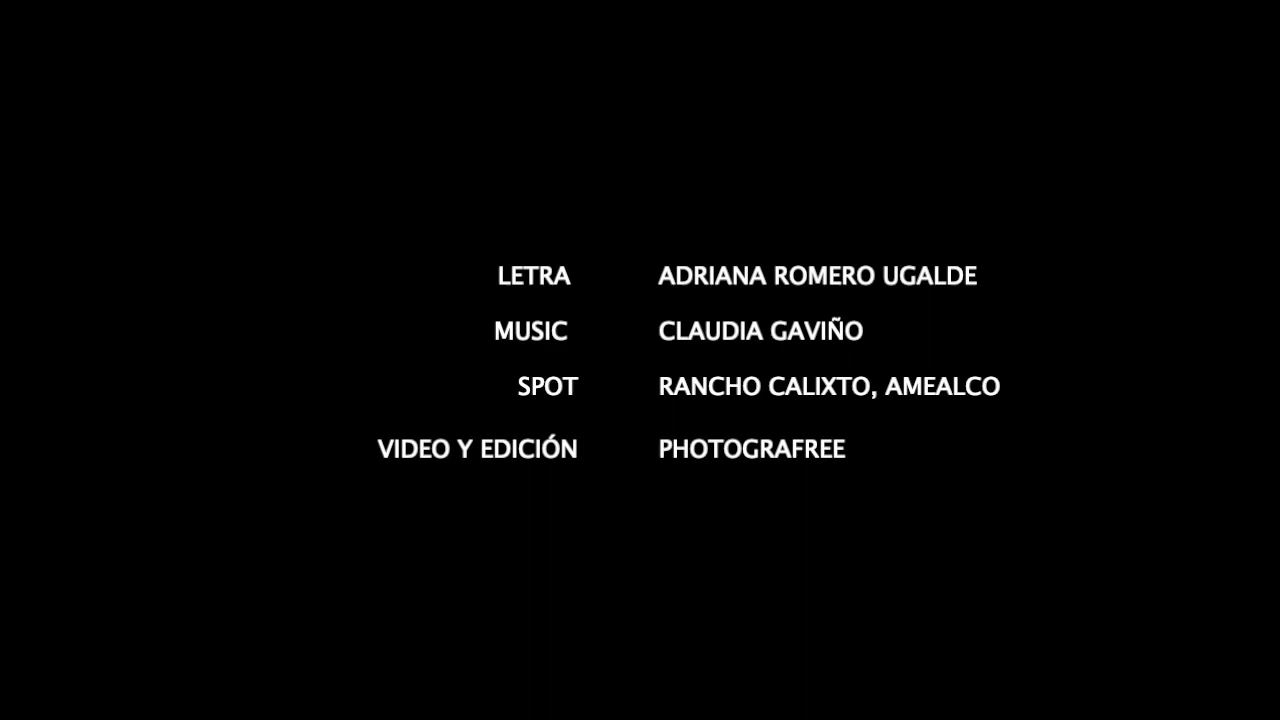 LETRA ADRIANA ROMERO UGALDE
MUSIC CLAUDIA GAVIÑO
SPOT RANCHO CALIXTO, AMEALCO
VIDEO Y EDICIÓN PHOTOGRAFREE